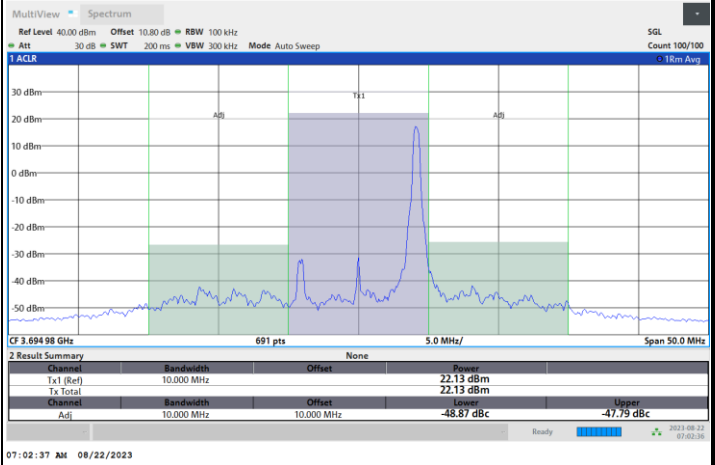 MultiView Spectrum
Ref Level 40.00 dBm Offset 10.80 dB RBW 100 kHz SGL
Att 30 dB SWT 200 ms VBW 300 kHz Mode Auto Sweep Count 100/100
1 ACLR 1Rm Avg
30 dBm
Tx1
20 dBm Adj Adj
10 dBm
0 dBm
-10 dBm
-20 dBm
-30 dBm
-40 dBm
-50 dBm
CF 3.694 98 GHz 691 pts 5.0 MHz/ Span 50.0 MHz
2 Result Summary None
Channel Bandwidth Offset Power
Tx1 (Ref) 10.000 MHz 22.13 dBm
Tx Total 22.13 dBm
Channel Bandwidth Offset Lower Upper
Adj 10.000 MHz 10.000 MHz -48.87 dBc -47.79 dBc
Ready 2023-08-22
07:02:36
07:02:37 AM 08/22/2023